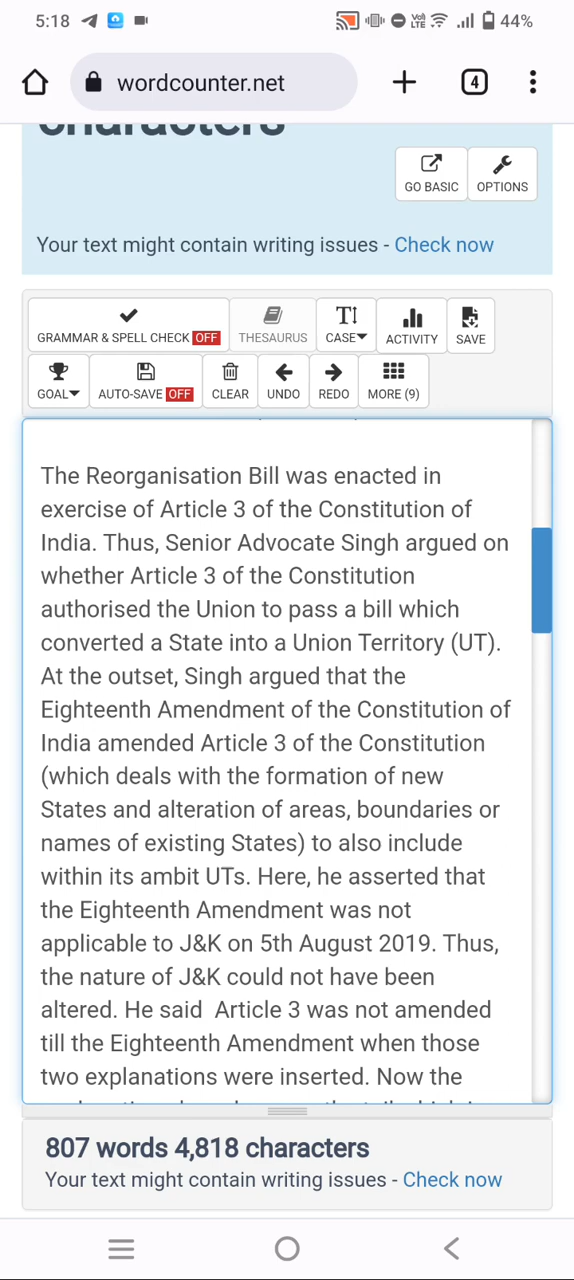 5:18
Vo)
LTE
44%
wordcounter.net
4
characters
GO BASIC
OPTIONS
Your text might contain writing issues - Check now
GRAMMAR & SPELL CHECK OFF
THESAURUS
CASE
ACTIVITY
SAVE
GOAL
AUTO-SAVE OFF
CLEAR
UNDO
REDO
MORE (9)
The Reorganisation Bill was enacted in
exercise of Article 3 of the Constitution of
India. Thus, Senior Advocate Singh argued on
whether Article 3 of the Constitution
authorised the Union to pass a bill which
converted a State into a Union Territory (UT).
At the outset, Singh argued that the
Eighteenth Amendment of the Constitution of
India amended Article 3 of the Constitution
(which deals with the formation of new
States and alteration of areas, boundaries or
names of existing States) to also include
within its ambit UTs. Here, he asserted that
the Eighteenth Amendment was not
applicable to J&K on 5th August 2019. Thus,
the nature of J&K could not have been
altered. He said  Article 3 was not amended
till the Eighteenth Amendment when those
two explanations were inserted. Now the
807 words 4,818 characters
Your text might contain writing issues - Check now